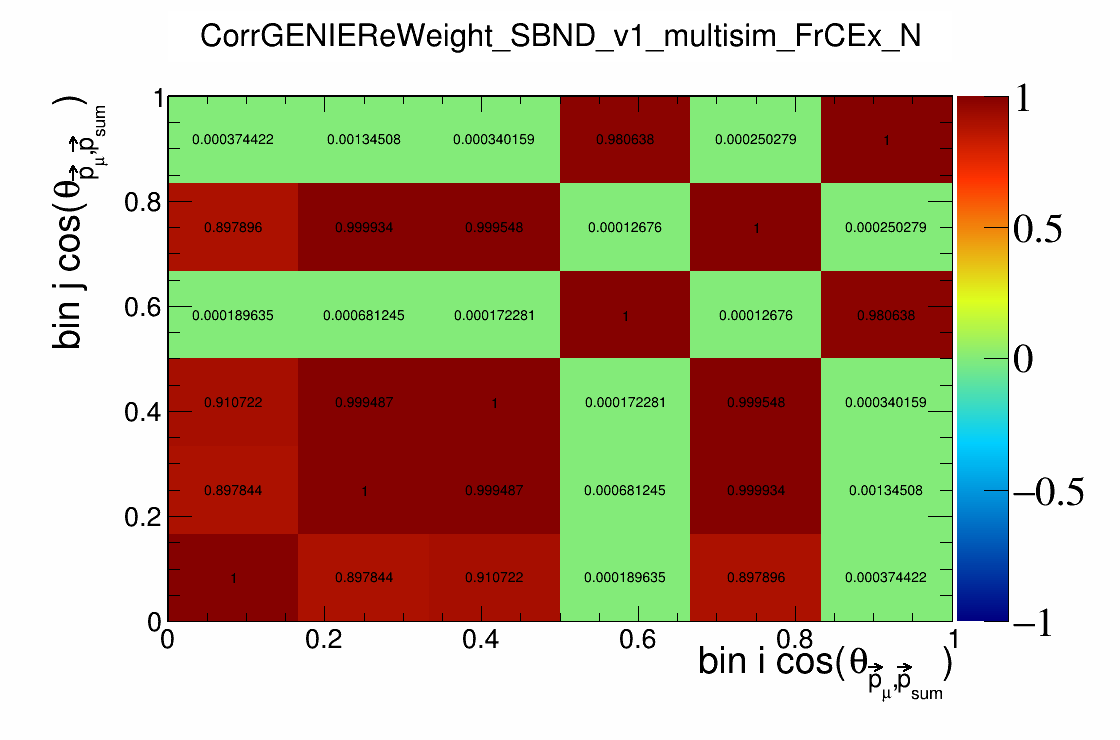 CorrGENIEReWeight_SBND_v1_multisim_FrCEx_N
bin j cos(θp⃗μ,p⃗sum)
1
0.8
0.6
0.4
0.2
0
0.000374422 0.00134508 0.000340159 0.980638 0.000250279 1
0.897896 0.999934 0.999548 0.00012676 1 0.000250279
0.000189635 0.000681245 0.000172281 1 0.00012676 0.980638
0.910722 0.999487 1 0.000172281 0.999548 0.000340159
0.897844 1 0.999487 0.000681245 0.999934 0.00134508
1 0.897844 0.910722 0.000189635 0.897896 0.000374422
0 0.2 0.4 0.6 0.8 1
bin i cos(θp⃗μ,p⃗sum)
1
0.5
0
−0.5
−1